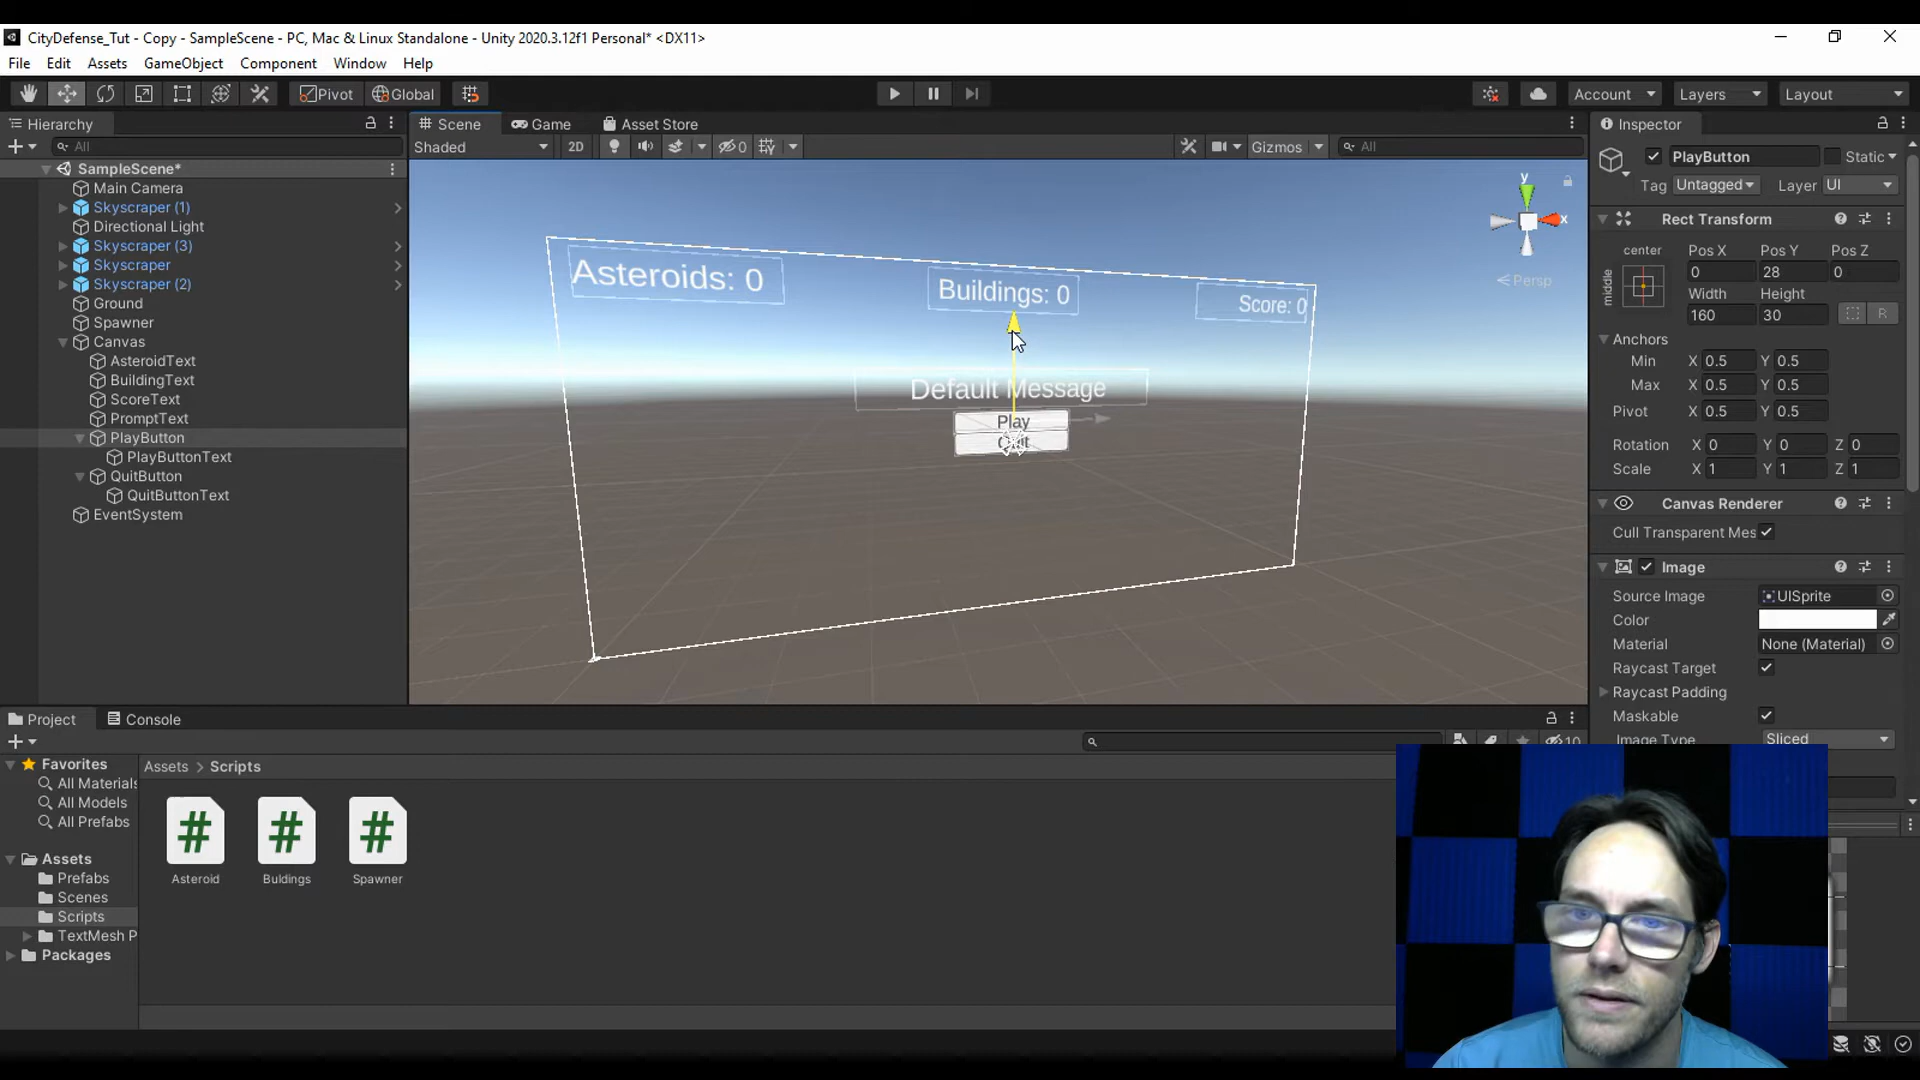 CityDefense_Tut - Copy - SampleScene - PC, Mac & Linux Standalone - Unity 2020.3.12f1 Personal* <DX11>
File Edit Assets GameObject Component Window Help
Pivot Global Account Layers Layout
Hierarchy
All
SampleScene*
Main Camera
Skyscraper (1)
Directional Light
Skyscraper (3)
Skyscraper
Skyscraper (2)
Ground
Spawner
Canvas
AsteroidText
BuildingText
ScoreText
PromptText
PlayButton
PlayButtonText
QuitButton
QuitButtonText
EventSystem
Scene Game Asset Store
Shaded 2D 0 Gizmos All
Asteroids: 0
Buildings: 0
Score: 0
Default Message
Play
Quit
y
x
Persp
Inspector
PlayButton Static
Tag Untagged Layer UI
Rect Transform
center
middle
Pos X Pos Y Pos Z
0 28 0
Width Height
160 30
R
Anchors
Min X 0.5 Y 0.5
Max X 0.5 Y 0.5
Pivot X 0.5 Y 0.5
Rotation X 0 Y 0 Z 0
Scale X 1 Y 1 Z 1
Canvas Renderer
Cull Transparent Mes
Image
Source Image UISprite
Color
Material None (Material)
Raycast Target
Raycast Padding
Maskable
Image Type Sliced
Project Console
10
Favorites
All Materials
All Models
All Prefabs
Assets
Prefabs
Scenes
Scripts
TextMesh P
Packages
Assets > Scripts
Asteroid
Buldings
Spawner